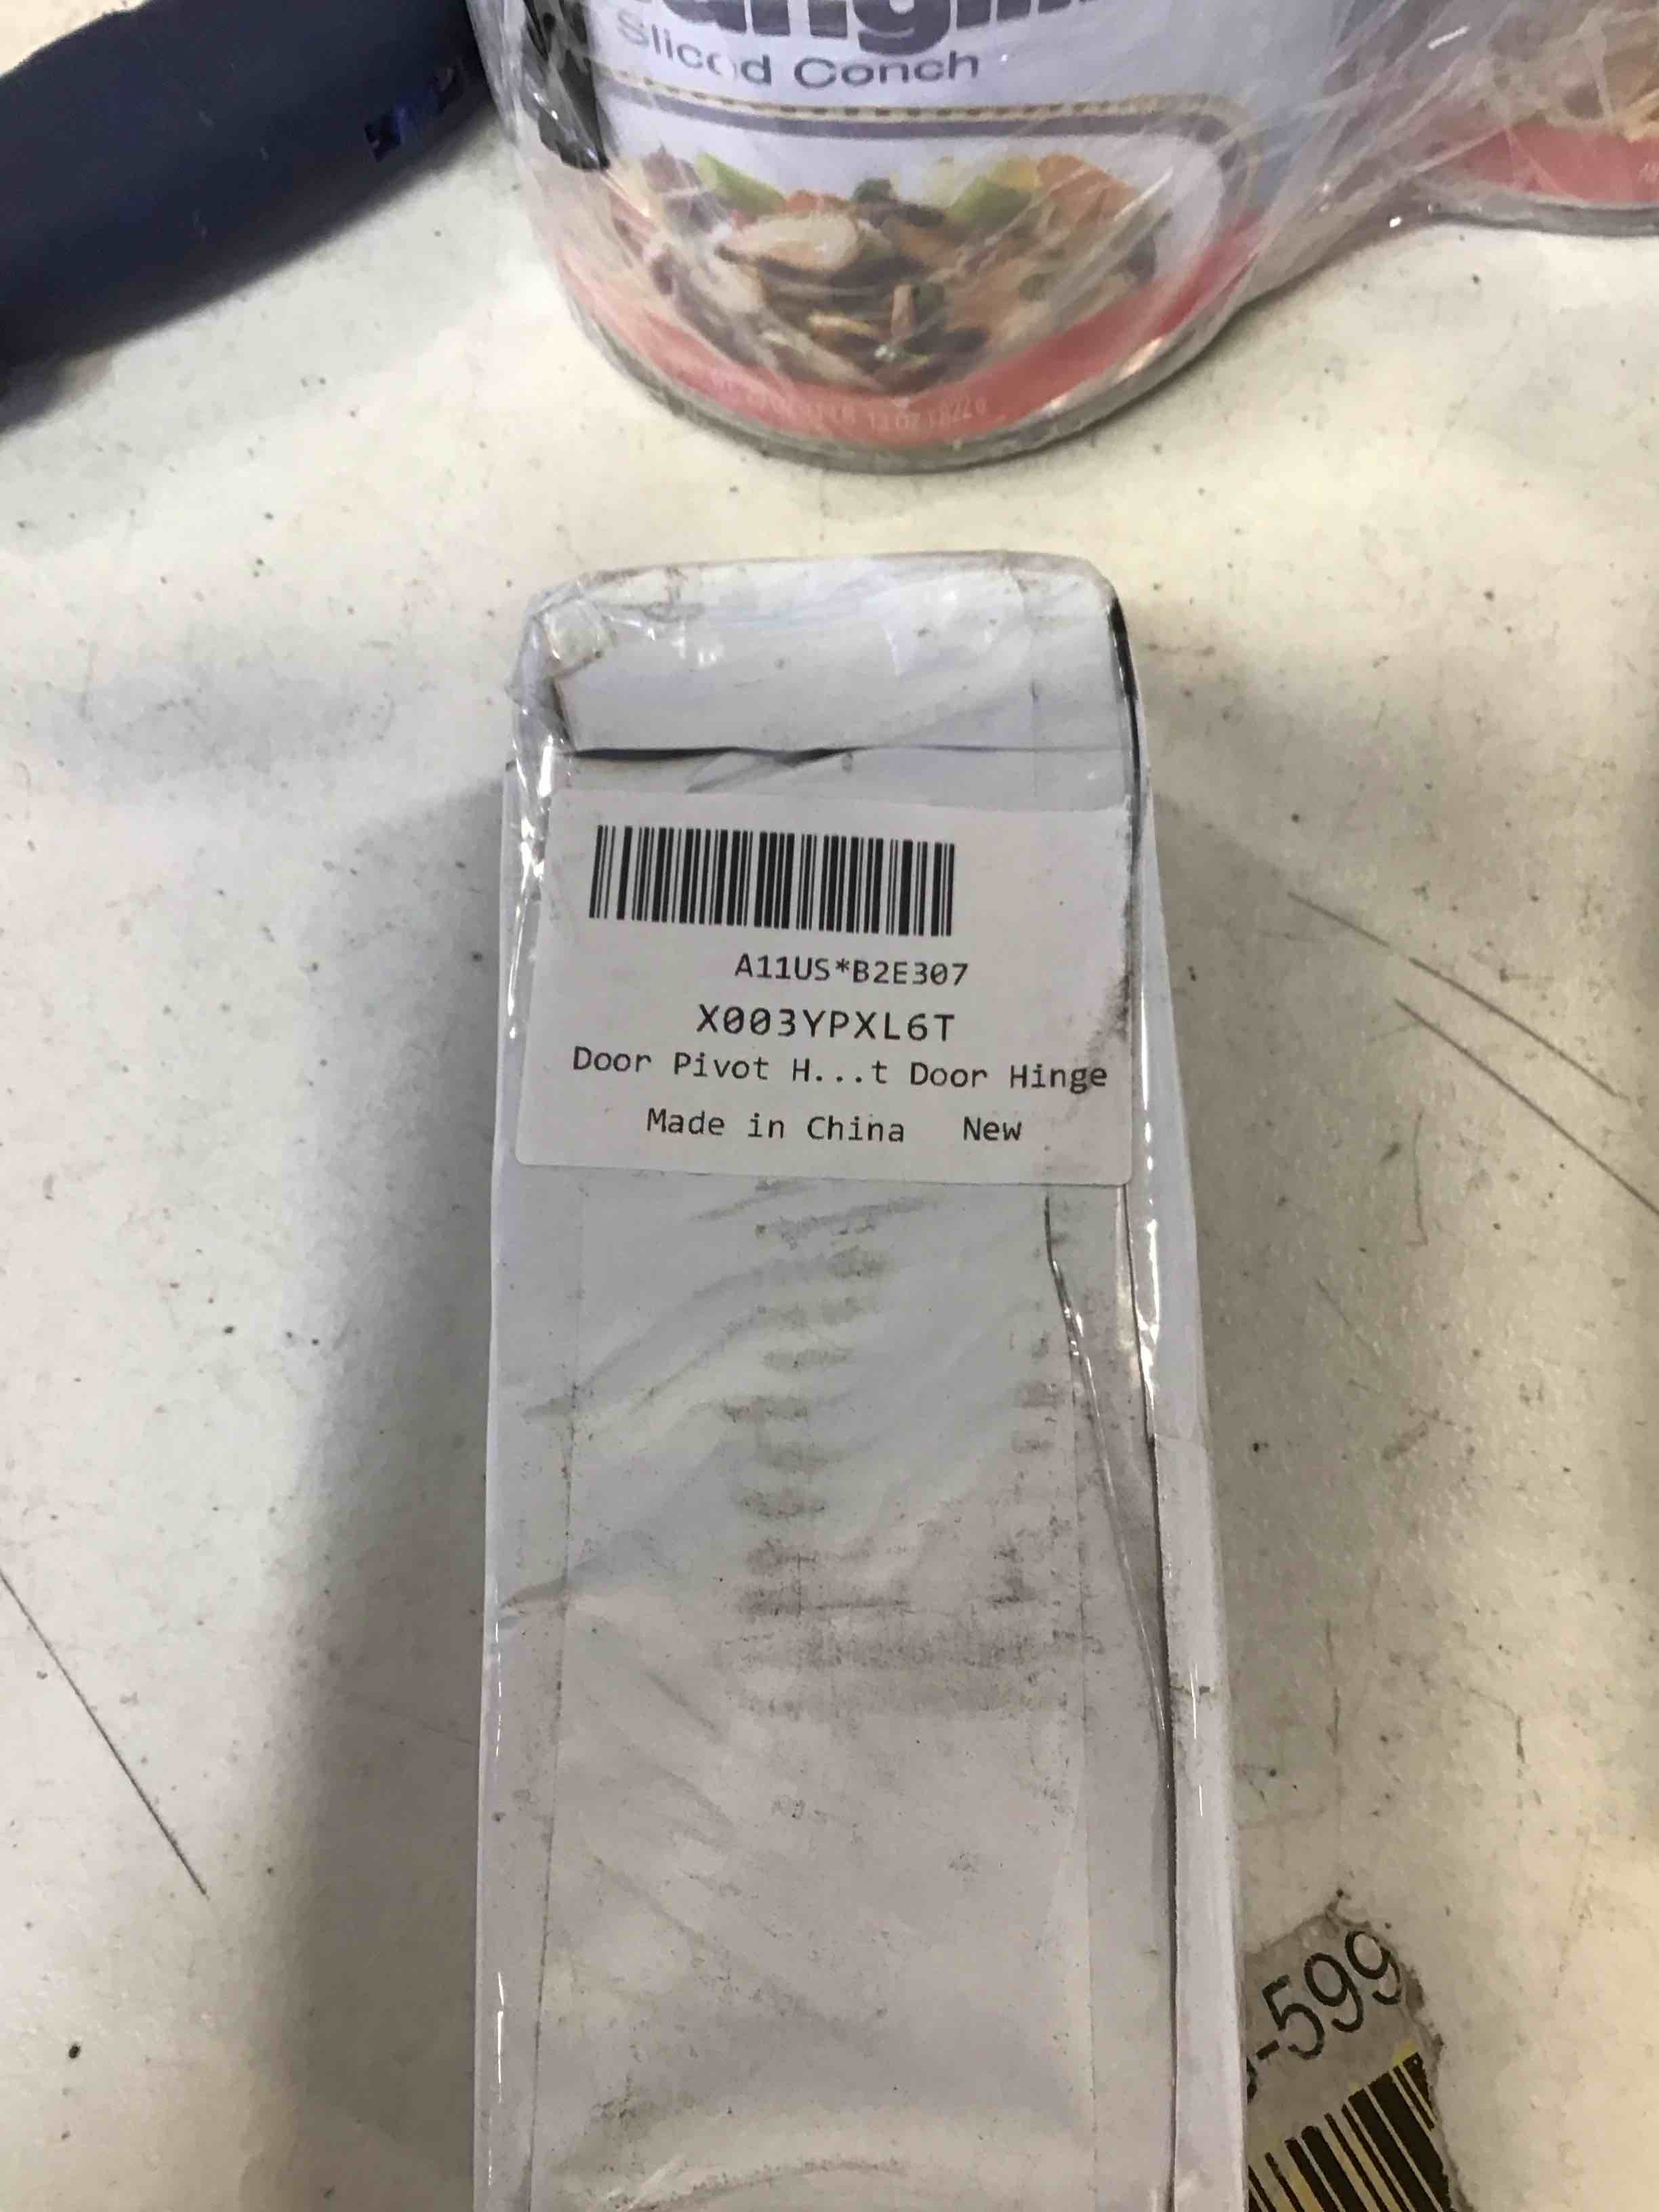 Sliced Conch
A11US*B2E307
X003YPXL6T
Door Pivot H...t Door Hinge
Made in China New
-599